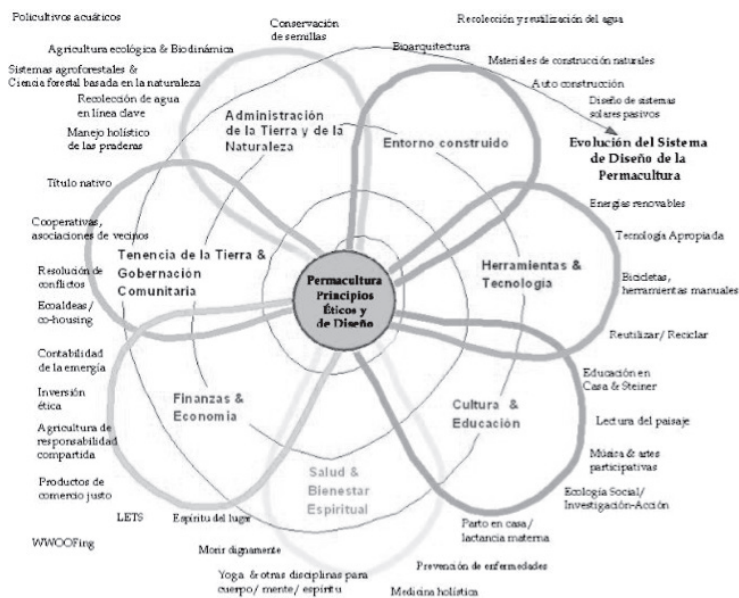 Policultivos acuáticos
Conservación
de semillas
Recolección y reutilización del agua
Agricultura ecológica & Biodinámica
Bioarquitectura
Materiales de construcción naturales
Sistemas agroforestales &
Ciencia forestal basada en la naturaleza
Auto construcción
Recolección de agua
en línea clave
Diseño de sistemas
solares pasivos
Manejo holístico
de las praderas
Administración
de la Tierra y de la
Naturaleza
Entorno construido
Evolución del Sistema
de Diseño de la
Permacultura
Título nativo
Energías renovables
Cooperativas,
asociaciones de vecinos
Tecnología Apropiada
Tenencia de la Tierra &
Gobernación
Comunitaria
Herramientas &
Tecnología
Resolución de
conflictos
Bicicletas,
herramientas manuales
Permacultura
Principios
Éticos y
de Diseño
Ecoaldeas/
co-housing
Reutilizar/ Reciclar
Contabilidad
de la emergía
Educación en
Casa & Steiner
Inversión
ética
Finanzas &
Economía
Cultura &
Educación
Lectura del paisaje
Agricultura de
responsabilidad
compartida
Música & artes
participativas
Productos de
comercio justo
Salud &
Bienestar
Espiritual
Ecología Social/
Investigación-Acción
LETS
Espíritu del lugar
Parto en casa/
lactancia materna
WWOOFing
Morir dignamente
Prevención de enfermedades
Yoga & otras disciplinas para
cuerpo/ mente/ espíritu
Medicina holística